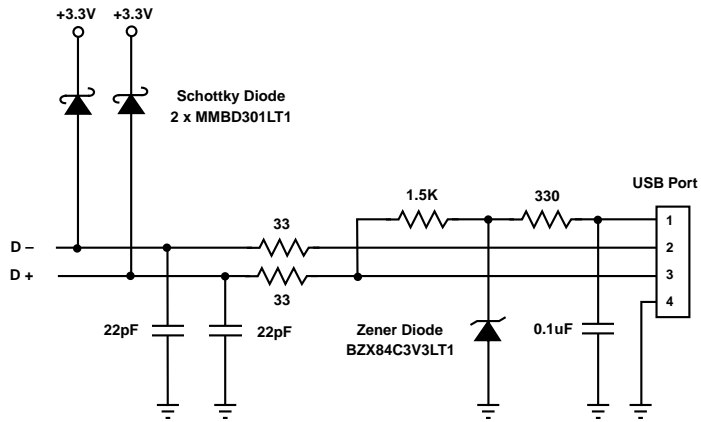 +3.3V
+3.3V
Schottky Diode
2 x MMBD301LT1
USB Port
1.5K
330
1
33
D –
2
D +
3
33
4
22pF
22pF
Zener Diode
BZX84C3V3LT1
0.1uF